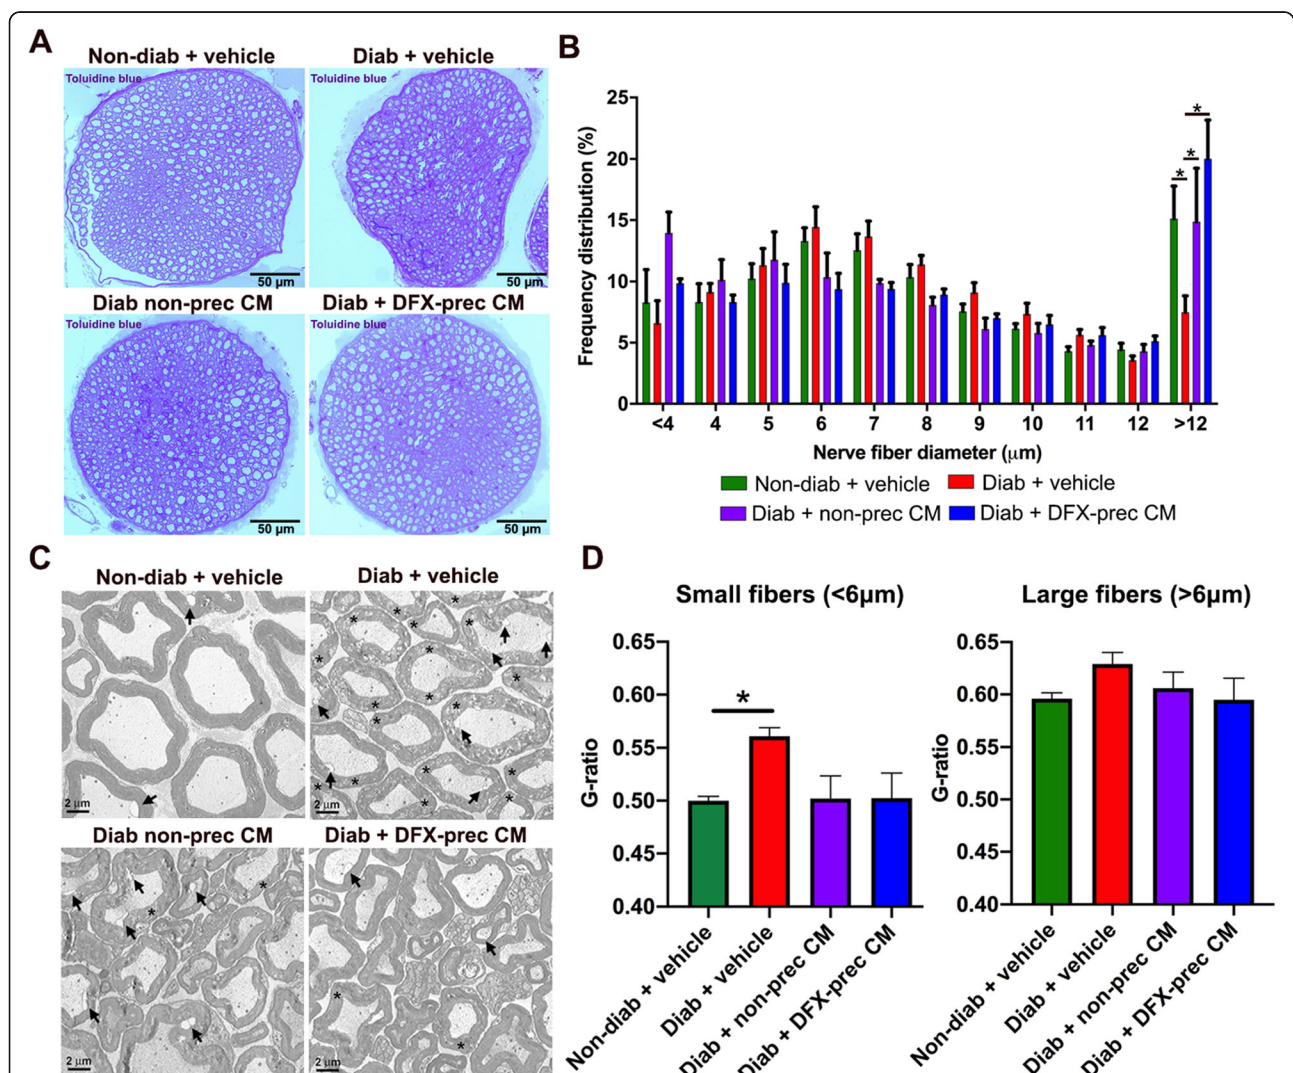 A
Non-diab + vehicle
Diab + vehicle
Toluidine blue
Toluidine blue
50 µm
50 µm
Diab non-prec CM
Diab + DFX-prec CM
Toluidine blue
Toluidine blue
50 µm
50 µm
B
Frequency distribution (%)
25
20
15
10
5
0
* * *
<4 4 5 6 7 8 9 10 11 12 >12
Nerve fiber diameter (µm)
Non-diab + vehicle
Diab + vehicle
Diab + non-prec CM
Diab + DFX-prec CM
C
Non-diab + vehicle
Diab + vehicle
2 µm
2 µm
Diab non-prec CM
Diab + DFX-prec CM
2 µm
2 µm
D
Small fibers (<6µm)
G-ratio
0.65
0.60
0.55
0.50
0.45
0.40
*
Non-diab + vehicle
Diab + vehicle
Diab + non-prec CM
Diab + DFX-prec CM
Large fibers (>6µm)
G-ratio
0.65
0.60
0.55
0.50
0.45
0.40
Non-diab + vehicle
Diab + vehicle
Diab + non-prec CM
Diab + DFX-prec CM